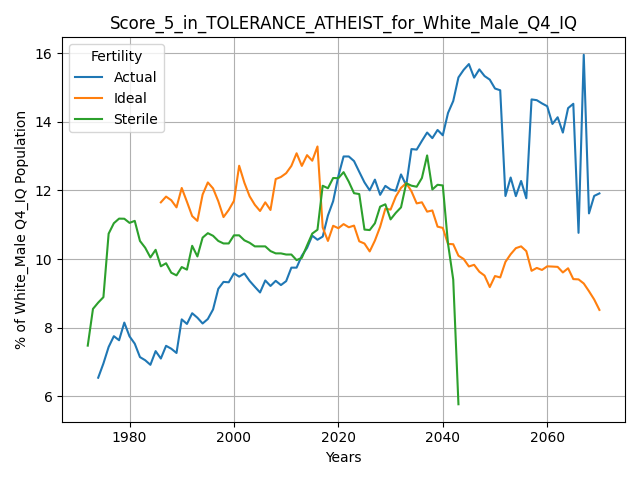 Score_5_in_TOLERANCE_ATHEIST_for_White_Male_Q4_IQ
Fertility
Actual
Ideal
Sterile
% of White_Male Q4_IQ Population
16
14
12
10
8
6
1980
2000
2020
2040
2060
Years